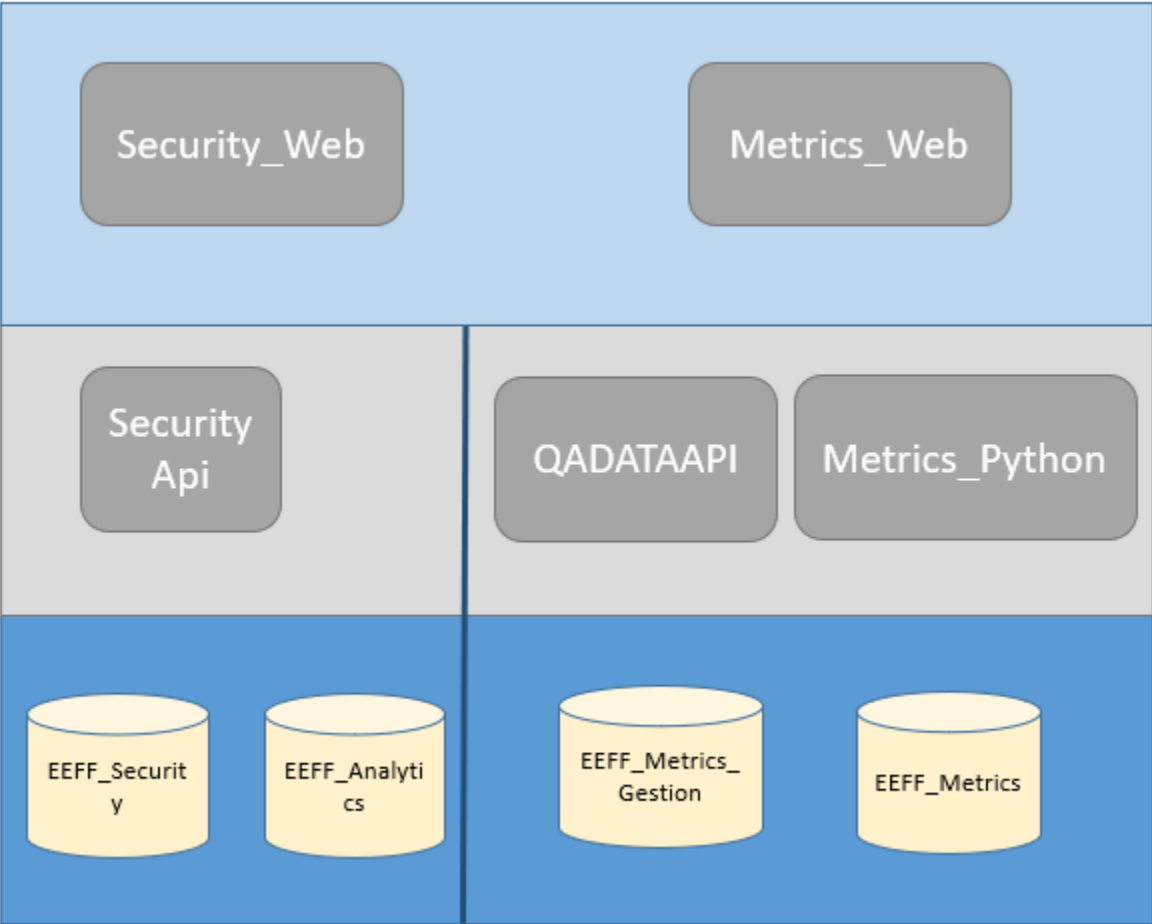 Security_Web
Metrics_Web
Security
Api
QADATAAPI
Metrics_Python
EEFF_Securit
y
EEFF_Analyti
cs
EEFF_Metrics_
Gestion
EEFF_Metrics